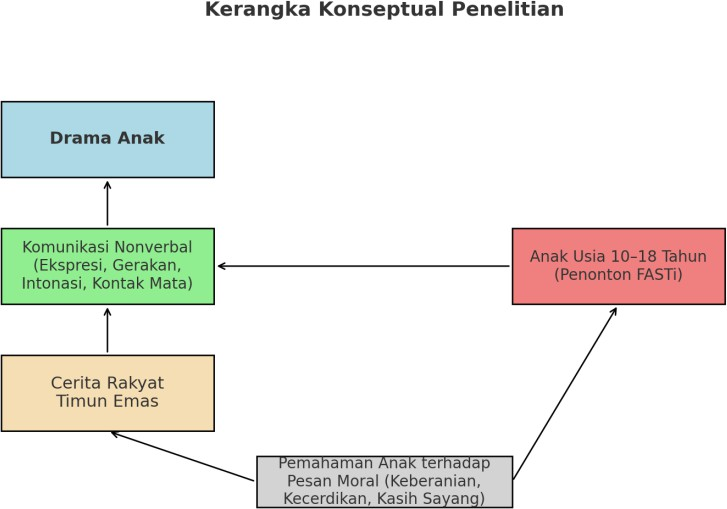 Kerangka Konseptual Penelitian
Drama Anak
Komunikasi Nonverbal
(Ekspresi, Gerakan,
Intonasi, Kontak Mata)
Anak Usia 10–18 Tahun
(Penonton FASTi)
Cerita Rakyat
Timun Emas
Pemahaman Anak terhadap
Pesan Moral (Keberanian,
Kecerdikan, Kasih Sayang)